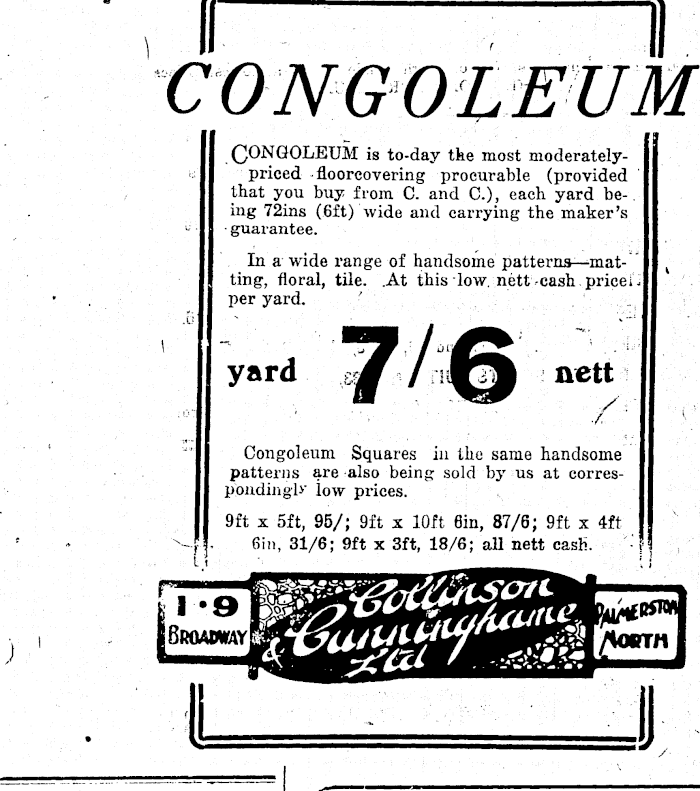 CONGOLEUM
CONGOLEUM is to-day the most moderately-
priced floorcovering procurable (provided
that you buy from C. and C.), each yard be-
ing 72ins (6ft) wide and carrying the maker's
guarantee.
In a wide range of handsome patterns—mat-
ting, floral, tile. At this low nett cash price
per yard.
yard 7/6 nett
Congoleum Squares in the same handsome
patterns are also being sold by us at corres-
pondingly low prices.
9ft x 5ft, 95/; 9ft x 10ft 6in, 87/6; 9ft x 4ft
6in, 31/6; 9ft x 3ft, 18/6; all nett cash.
1·9
BROADWAY
Collinson
& Cunninghame
Ltd
PALMERSTON
NORTH